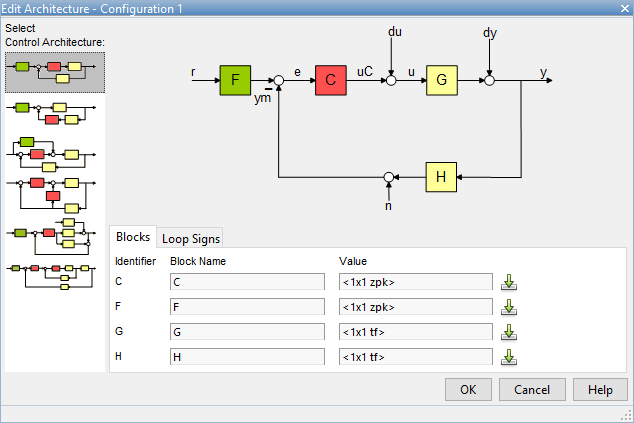 Edit Architecture - Configuration 1
Select
Control Architecture:
du
dy
r
F
e
C
uC
u
G
y
ym
H
n
Blocks
Loop Signs
Identifier Block Name Value
C C <1x1 zpk>
F F <1x1 zpk>
G G <1x1 tf>
H H <1x1 tf>
OK Cancel Help